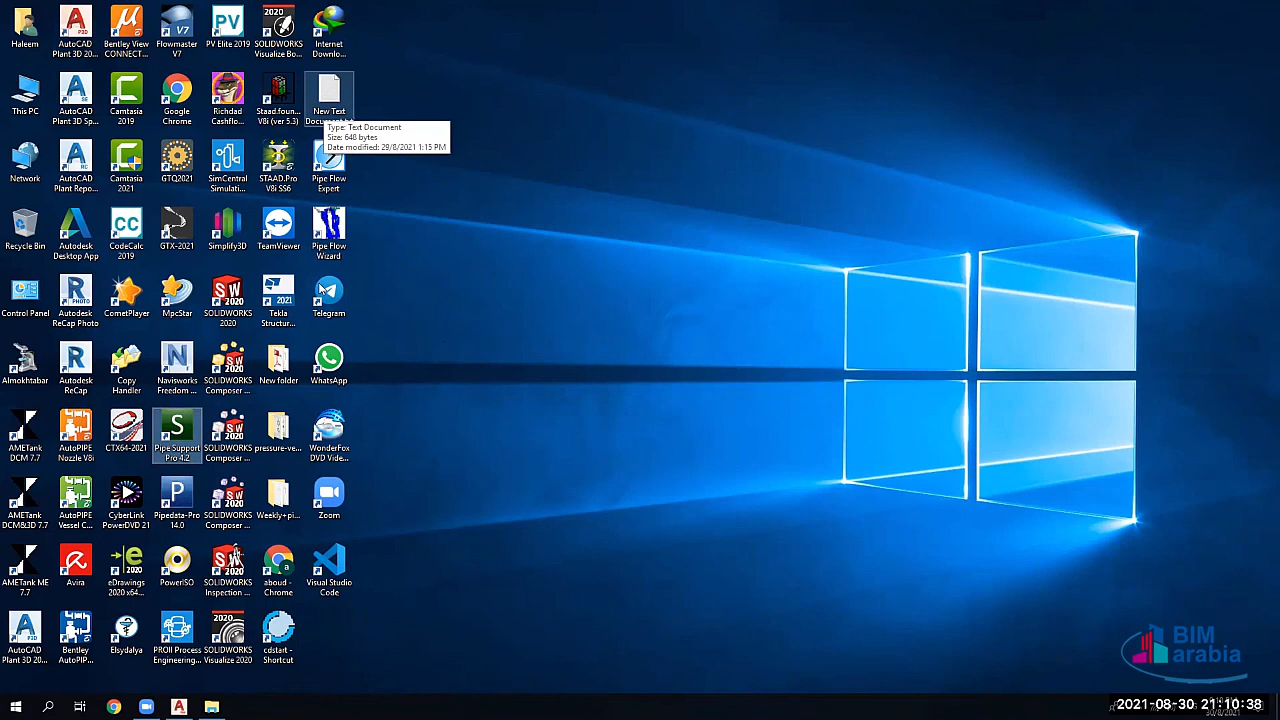 Haleem
AutoCAD
Plant 3D 20...
Bentley View
CONNECT...
Flowmaster
V7
PV Elite 2019
SOLIDWORKS
Visualize Bo...
Internet
Downlo...
This PC
AutoCAD
Plant 3D Sp...
Camtasia
2019
Google
Chrome
Richdad
Cashflo...
Staad.foun...
V8i (ver 5.3)
New Text
Type: Text Document
Size: 648 bytes
Date modified: 29/8/2021 1:15 PM
Network
AutoCAD
Plant Repo...
Camtasia
2021
GTQ2021
SimCentral
Simulati...
STAAD.Pro
V8i SS6
Pipe Flow
Expert
Recycle Bin
Autodesk
Desktop App
CodeCalc
2019
GTX-2021
Simplify3D
TeamViewer
Pipe Flow
Wizard
Control Panel
Autodesk
ReCap Photo
CometPlayer
MpcStar
SOLIDWORKS
2020
Tekla
Structur...
Telegram
Almokhtabar
Autodesk
ReCap
Copy
Handler
Navisworks
Freedom ...
SOLIDWORKS
Composer ...
New folder
WhatsApp
AMETank
DCM 7.7
AutoPIPE
Nozzle V8i
CTX64-2021
Pipe Support
Pro 4.2
SOLIDWORKS
Composer ...
pressure-ve...
WonderFox
DVD Vide...
AMETank
DCM&3D 7.7
AutoPIPE
Vessel C...
CyberLink
PowerDVD 21
Pipedata-Pro
14.0
SOLIDWORKS
Composer ...
Weekly+pi...
Zoom
AMETank ME
7.7
Avira
eDrawings
2020 x64...
PowerISO
SOLIDWORKS
Inspection ...
aboud -
Chrome
Visual Studio
Code
AutoCAD
Plant 3D 20...
Bentley
AutoPIP...
Elsydalya
PROII Process
Engineering...
SOLIDWORKS
Visualize 2020
cdstart -
Shortcut
BIM
arabia
2021-08-30 21:10:38